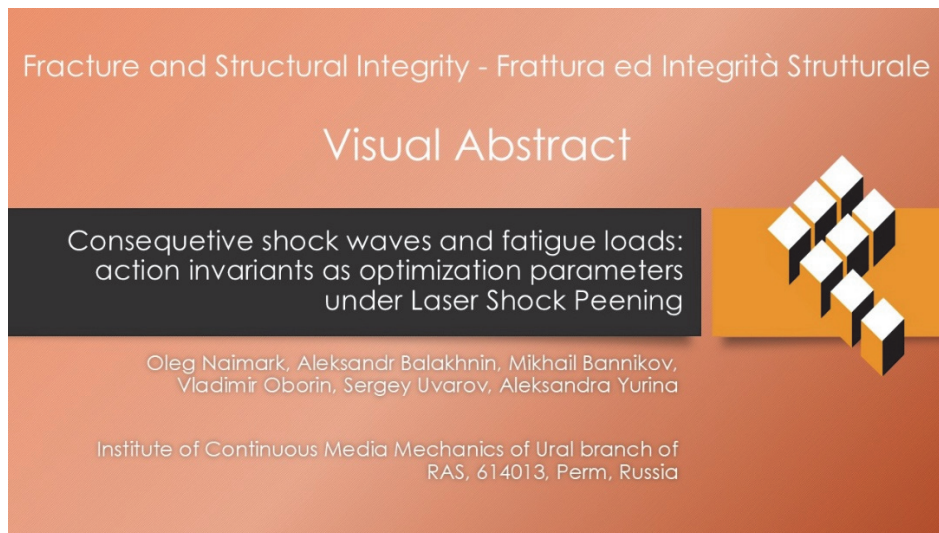 Fracture and Structural Integrity - Frattura ed Integrità Strutturale
Visual Abstract
Consequetive shock waves and fatigue loads:
action invariants as optimization parameters
under Laser Shock Peening
Oleg Naimark, Aleksandr Balakhnin, Mikhail Bannikov,
Vladimir Oborin, Sergey Uvarov, Aleksandra Yurina
Institute of Continuous Media Mechanics of Ural branch of
RAS, 614013, Perm, Russia